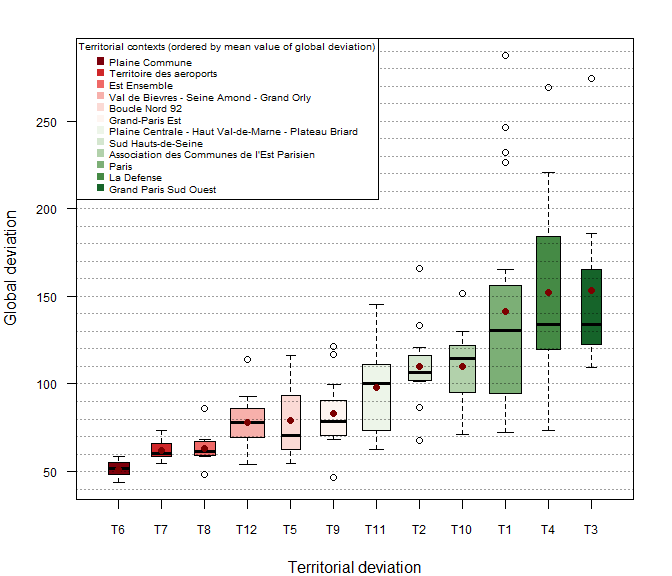 Territorial contexts (ordered by mean value of global deviation)
Plaine Commune
Territoire des aeroports
Est Ensemble
Val de Bievres - Seine Amond - Grand Orly
Boucle Nord 92
Grand-Paris Est
Plaine Centrale - Haut Val-de-Marne - Plateau Briard
Sud Hauts-de-Seine
Association des Communes de l'Est Parisien
Paris
La Defense
Grand Paris Sud Ouest
Global deviation
250
200
150
100
50
T6 T7 T8 T12 T5 T9 T11 T2 T10 T1 T4 T3
Territorial deviation